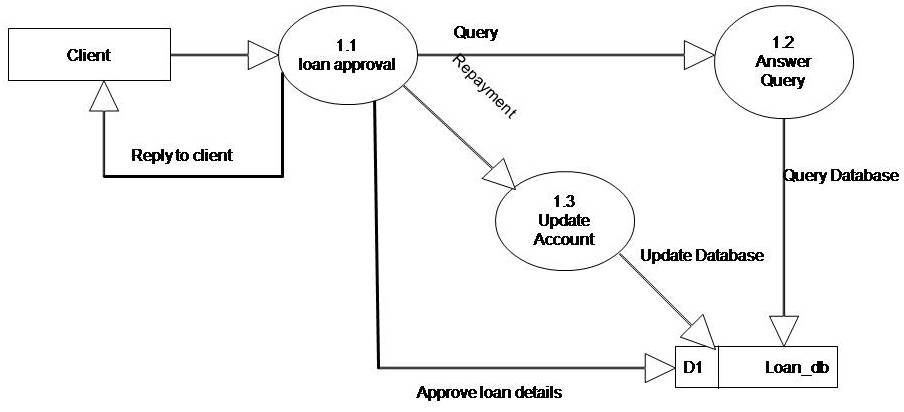 Client
1.1
loan approval
Query
1.2
Answer
Query
Repayment
Reply to client
Query Database
1.3
Update
Account
Update Database
D1
Loan_db
Approve loan details